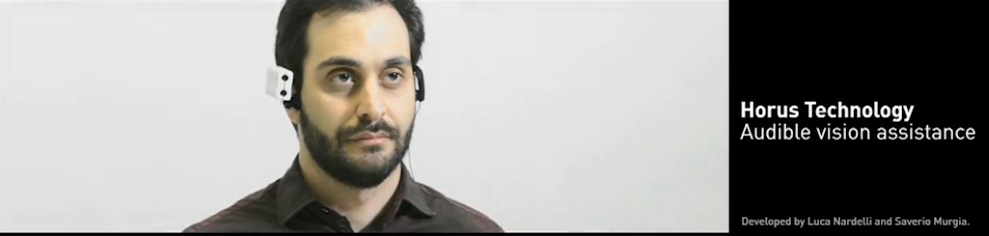 Horus Technology
Audible vision assistance
Developed by Luca Nardelli and Saverio Murgia.